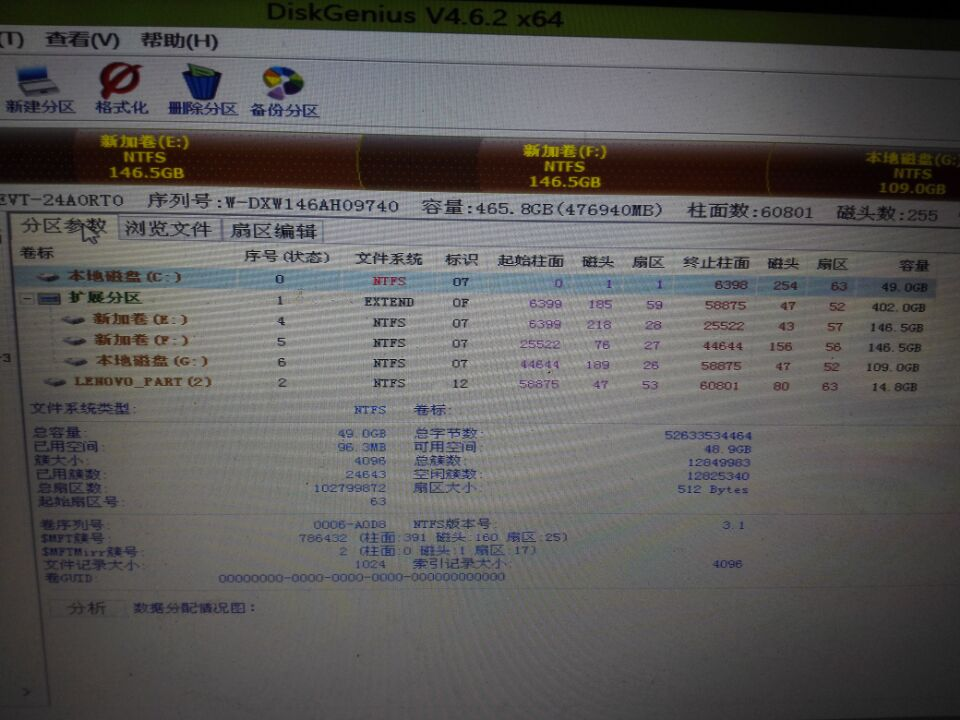 DiskGenius V4.6.2 x64
(T) 查看(V) 帮助(H)
新建分区 格式化 删除分区 备份分区
新加卷(E:) 新加卷(F:) 本地磁盘(G:
NTFS NTFS NTFS
146.5GB 146.5GB 109.0GB
EVT-24A0RT0 序列号:W-DXW146AH09740 容量:465.8GB(476940MB) 柱面数:60801 磁头数:255
分区参数 浏览文件 扇区编辑
卷标 序号(状态) 文件系统 标识 起始柱面 磁头 扇区 终止柱面 磁头 扇区 容量
本地磁盘(C:) 0 NTFS 07 0 1 1 6398 254 63 49.0GB
扩展分区 1 EXTEND 0F 6399 185 59 58875 47 52 402.0GB
新加卷(E:) 4 NTFS 07 6399 218 28 25522 43 57 146.5GB
新加卷(F:) 5 NTFS 07 25522 76 27 44644 156 56 146.5GB
本地磁盘(G:) 6 NTFS 07 44644 189 26 58875 47 52 109.0GB
LENOVO_PART(2) 2 NTFS 12 58875 47 53 60801 80 63 14.8GB
文件系统类型: NTFS 卷标:
总容量: 49.0GB 总字节数: 52633534464
已用空间: 96.3MB 可用空间: 48.9GB
簇大小: 4096 总簇数: 12849983
已用簇数: 24643 空闲簇数: 12825340
总扇区数: 102799872 扇区大小: 512 Bytes
起始扇区号: 63
卷序列号: 0006-A0D8 NTFS版本号: 3.1
$MFT簇号: 786432 (柱面:391 磁头:160 扇区:25)
$MFTMirr簇号: 2 (柱面:0 磁头:1 扇区:17)
文件记录大小: 1024 索引记录大小: 4096
卷GUID: 00000000-0000-0000-0000-000000000000
分析 数据分配情况图: